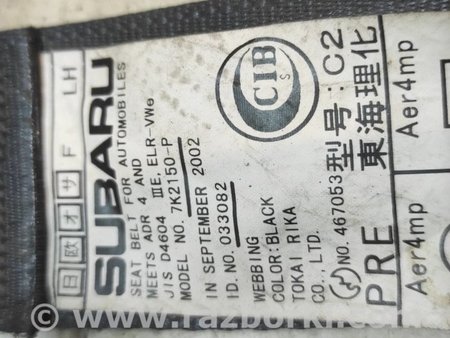 日 欧 オ サ F LH
SUBARU
SEAT BELT FOR AUTOMOBILES
MEETS ADR 4 AND
JIS D4604 ⅢE, ELR-VWe
MODEL NO. 7K2150-P
IN SEPTEMBER 2002
ID.NO. 033082
WEBBING
COLOR:BLACK
TOKAI RIKA
CO., LTD.
CIB
S
NO. 467053
型号: C2
東海理化
PRE
Aer4mp
Aer4mp
© www.razborki.com